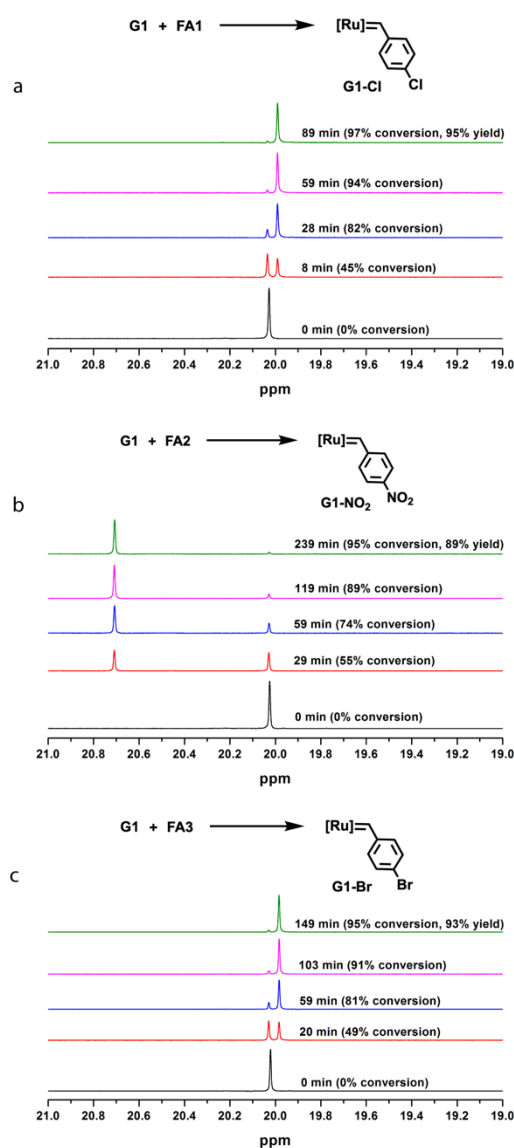 G1 + FA1
[Ru]
Cl
G1-Cl
a
89 min (97% conversion, 95% yield)
59 min (94% conversion)
28 min (82% conversion)
8 min (45% conversion)
0 min (0% conversion)
21.0 20.8 20.6 20.4 20.2 20.0 19.8 19.6 19.4 19.2 19.0
ppm
G1 + FA2
[Ru]
NO₂
G1-NO₂
b
239 min (95% conversion, 89% yield)
119 min (89% conversion)
59 min (74% conversion)
29 min (55% conversion)
0 min (0% conversion)
21.0 20.8 20.6 20.4 20.2 20.0 19.8 19.6 19.4 19.2 19.0
ppm
G1 + FA3
[Ru]
Br
G1-Br
c
149 min (95% conversion, 93% yield)
103 min (91% conversion)
59 min (81% conversion)
20 min (49% conversion)
0 min (0% conversion)
21.0 20.8 20.6 20.4 20.2 20.0 19.8 19.6 19.4 19.2 19.0
ppm